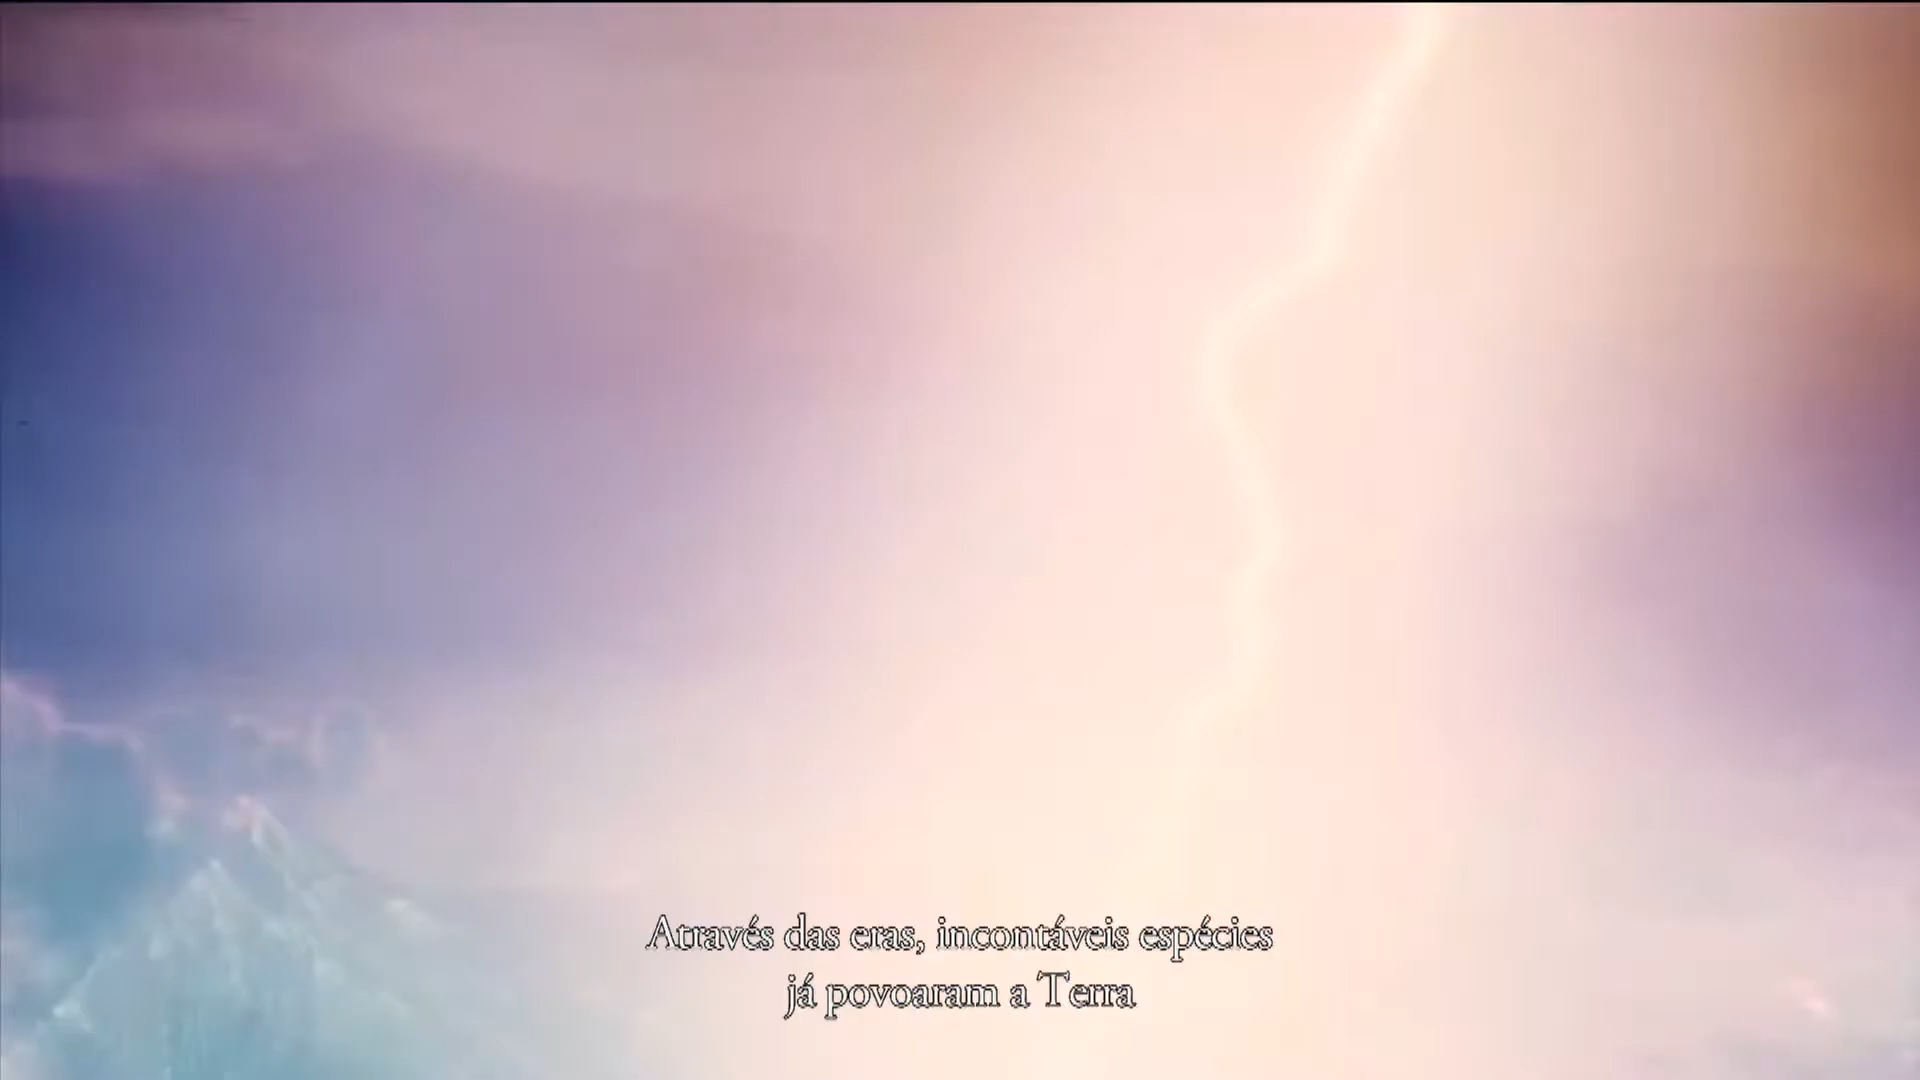 Através das eras, incontáveis espécies
já povoaram a Terra